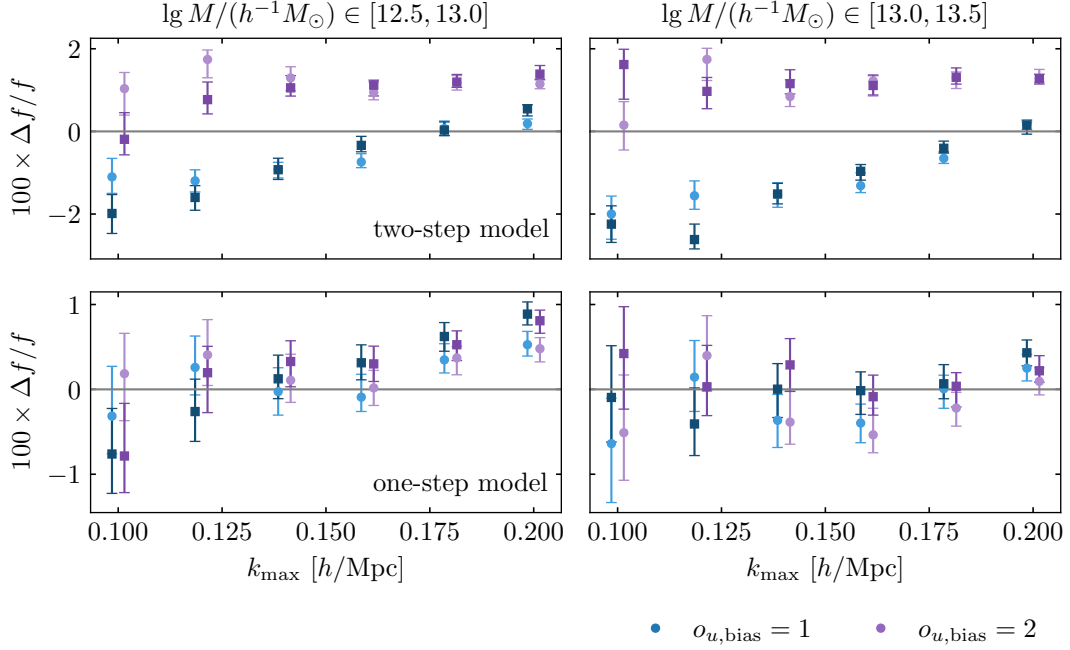 lg M/(h⁻¹M☉) ∈ [12.5, 13.0]
lg M/(h⁻¹M☉) ∈ [13.0, 13.5]
100 × Δf/f
2
0
−2
two-step model
100 × Δf/f
1
0
−1
one-step model
0.100 0.125 0.150 0.175 0.200
0.100 0.125 0.150 0.175 0.200
k_max [h/Mpc]
k_max [h/Mpc]
o_{u,bias} = 1
o_{u,bias} = 2